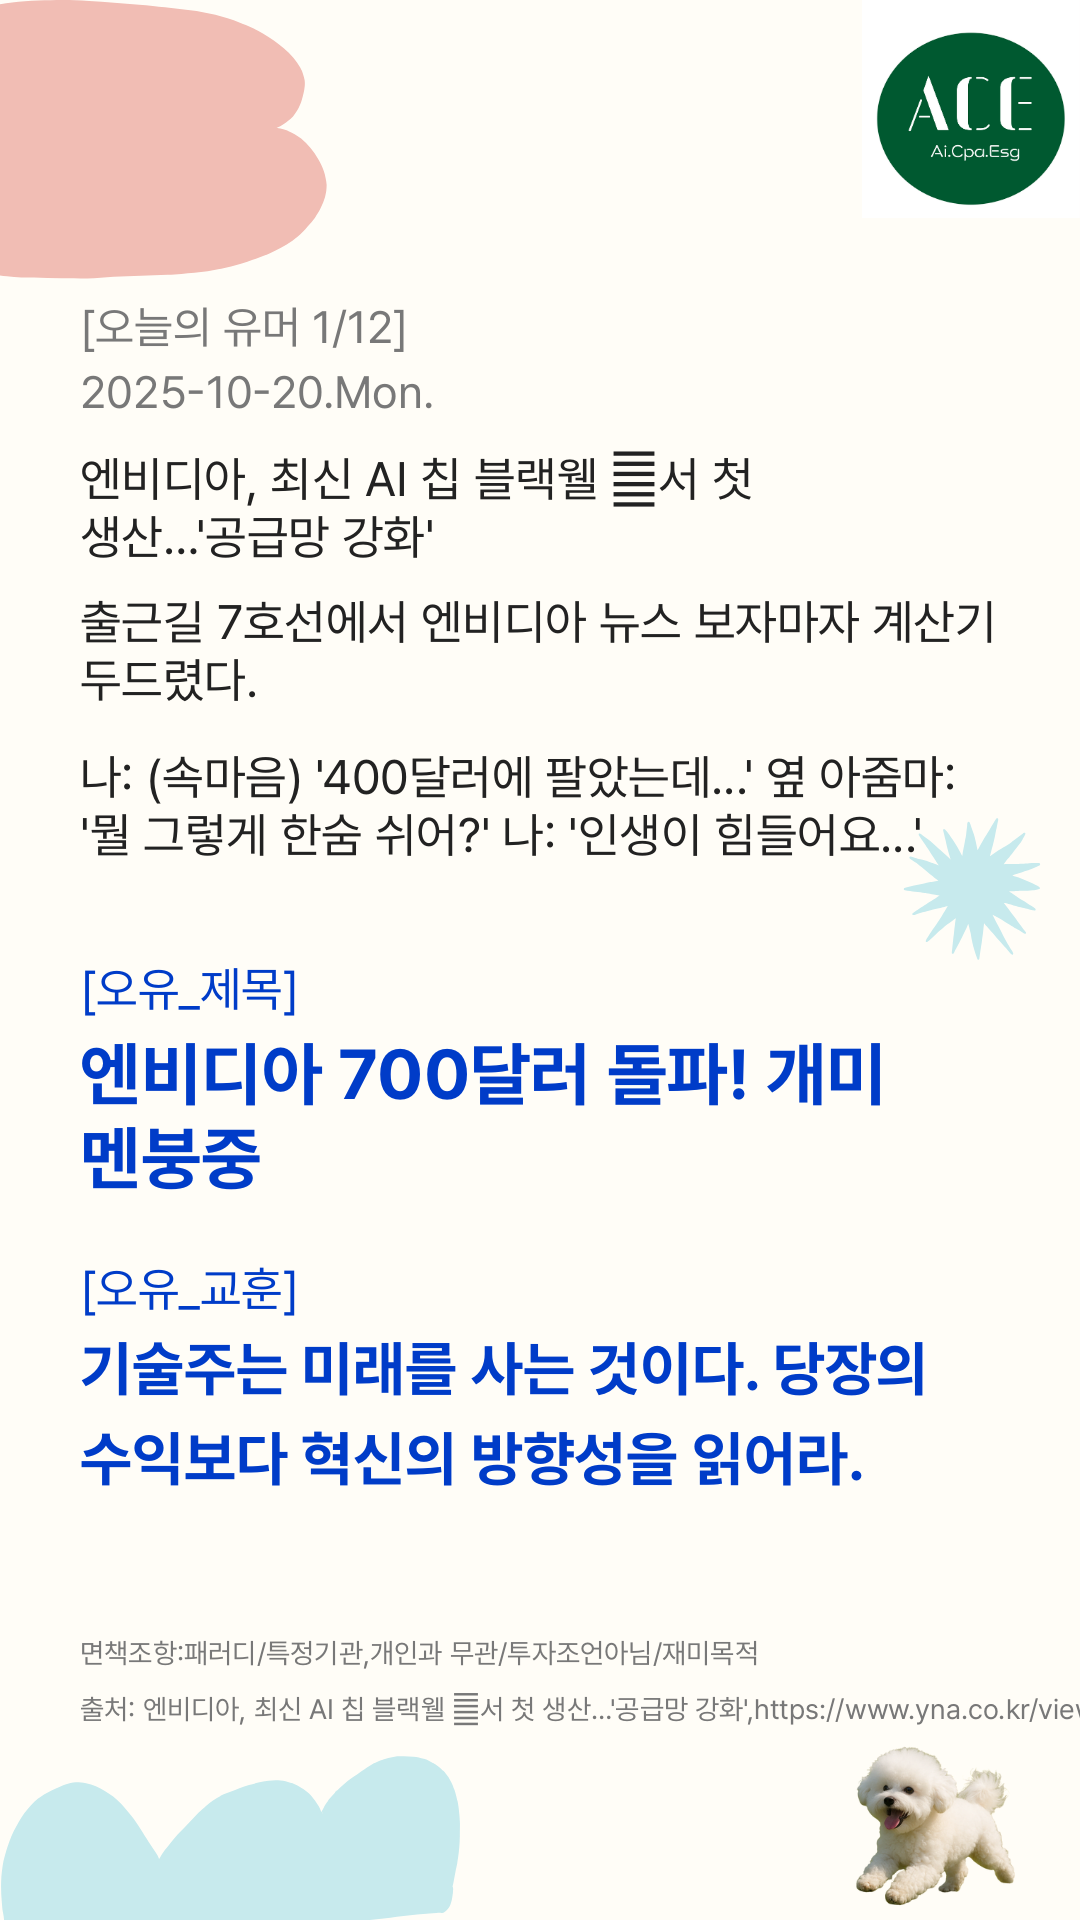 ACE
Ai.Cpa.Esg
[오늘의 유머 1/12]
2025-10-20.Mon.
엔비디아, 최신 AI 칩 블랙웰 서 첫
생산...'공급망 강화'
출근길 7호선에서 엔비디아 뉴스 보자마자 계산기
두드렸다.
나: (속마음) '400달러에 팔았는데...' 옆 아줌마:
'뭘 그렇게 한숨 쉬어?' 나: '인생이 힘들어요...'
[오유_제목]
엔비디아 700달러 돌파! 개미
멘붕중
[오유_교훈]
기술주는 미래를 사는 것이다. 당장의
수익보다 혁신의 방향성을 읽어라.
면책조항:패러디/특정기관,개인과 무관/투자조언아님/재미목적
출처: 엔비디아, 최신 AI 칩 블랙웰 서 첫 생산...'공급망 강화',https://www.yna.co.kr/view